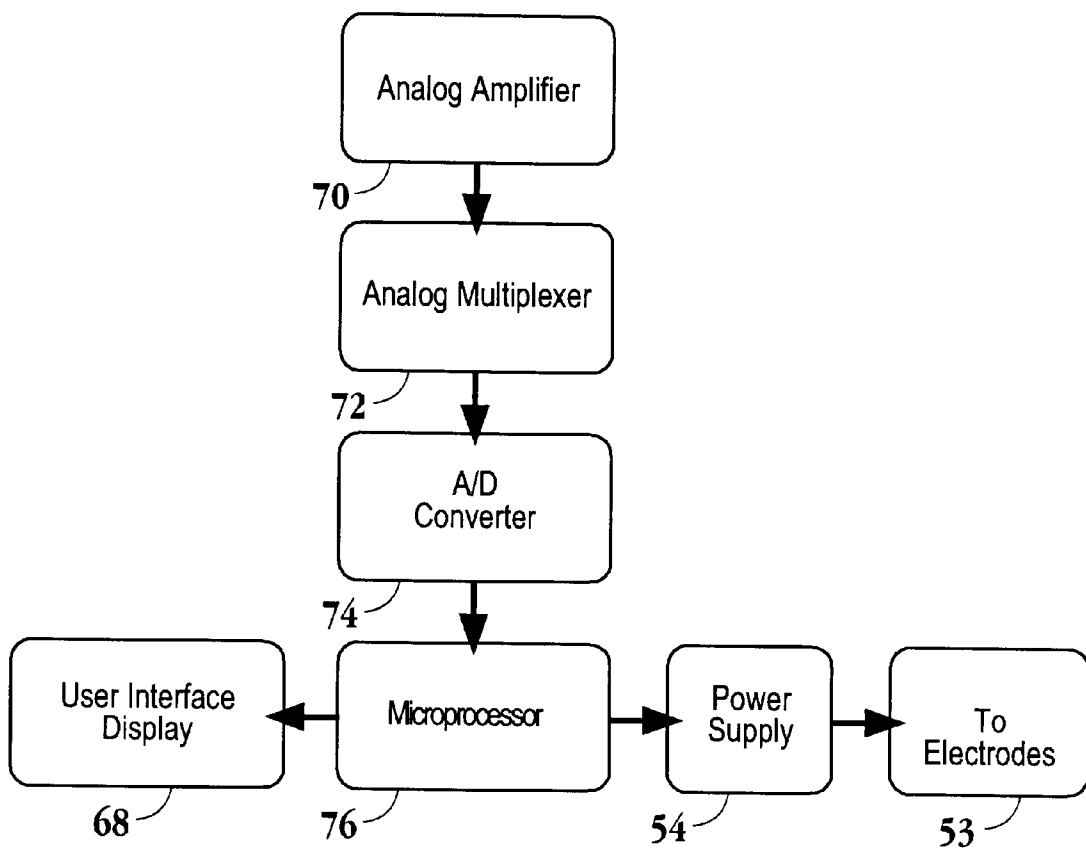 Analog Amplifier
70
Analog Multiplexer
72
A/D
Converter
74
User Interface
Display
68
Microprocessor
76
Power
Supply
54
To
Electrodes
53